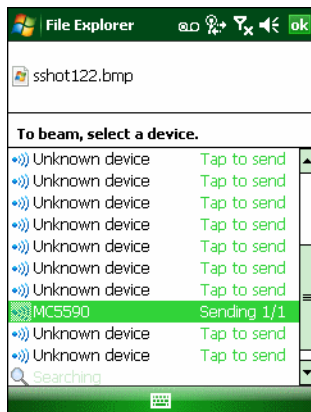 File Explorer ok
sshot122.bmp
To beam, select a device.
Unknown device Tap to send
Unknown device Tap to send
Unknown device Tap to send
Unknown device Tap to send
Unknown device Tap to send
Unknown device Tap to send
Unknown device Tap to send
MC5590 Sending 1/1
Unknown device Tap to send
Unknown device Tap to send
Searching